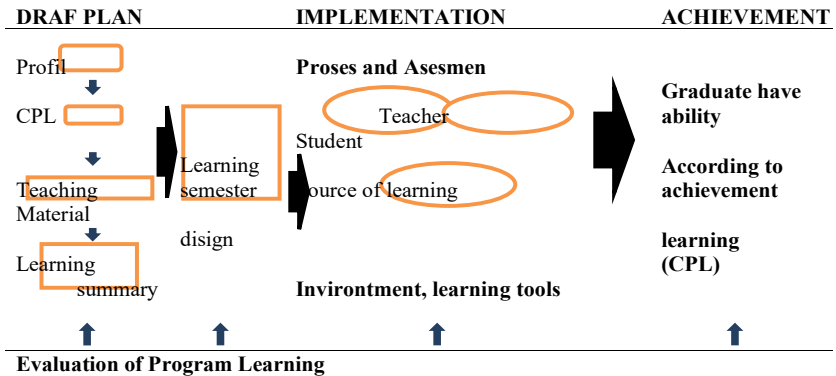 DRAF PLAN IMPLEMENTATION ACHIEVEMENT
Profil
CPL
Teaching
Material
Learning
summary
Learning
semester
disign
Proses and Asesmen
Teacher
Student
ource of learning
Invirontment, learning tools
Graduate have
ability
According to
achievement
learning
(CPL)
Evaluation of Program Learning